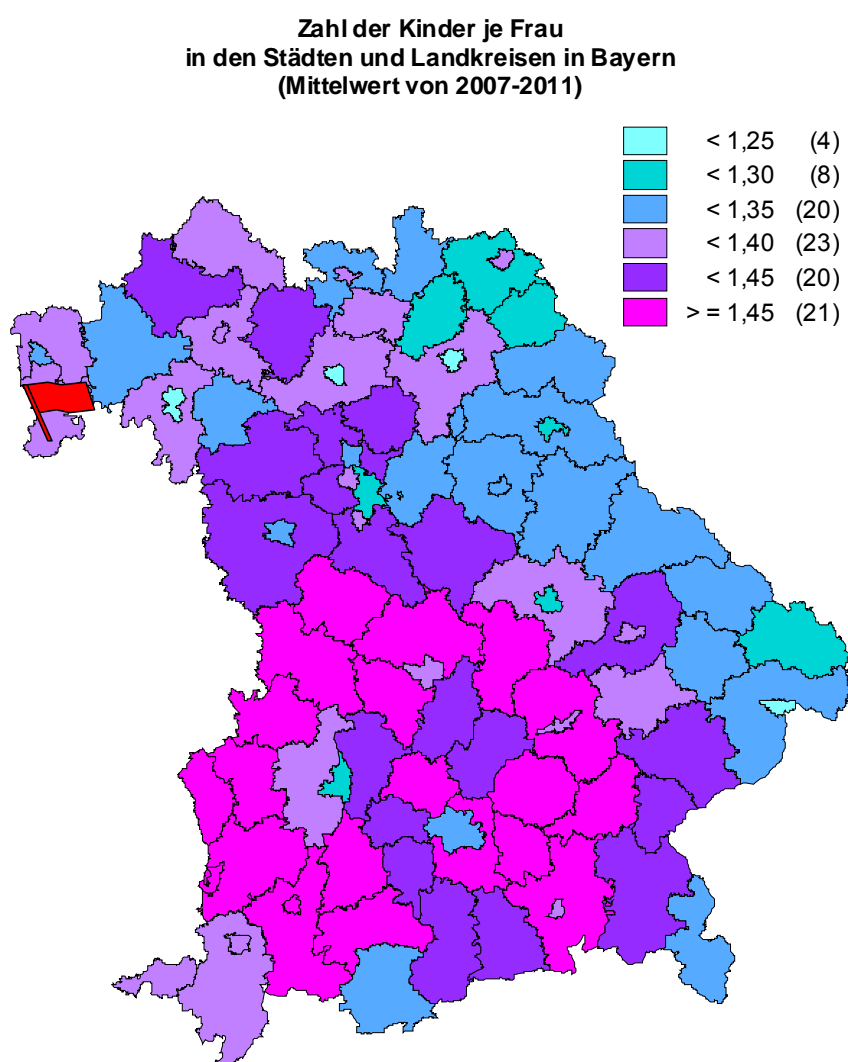 Zahl der Kinder je Frau
in den Städten und Landkreisen in Bayern
(Mittelwert von 2007-2011)
< 1,25 (4)
< 1,30 (8)
< 1,35 (20)
< 1,40 (23)
< 1,45 (20)
> = 1,45 (21)